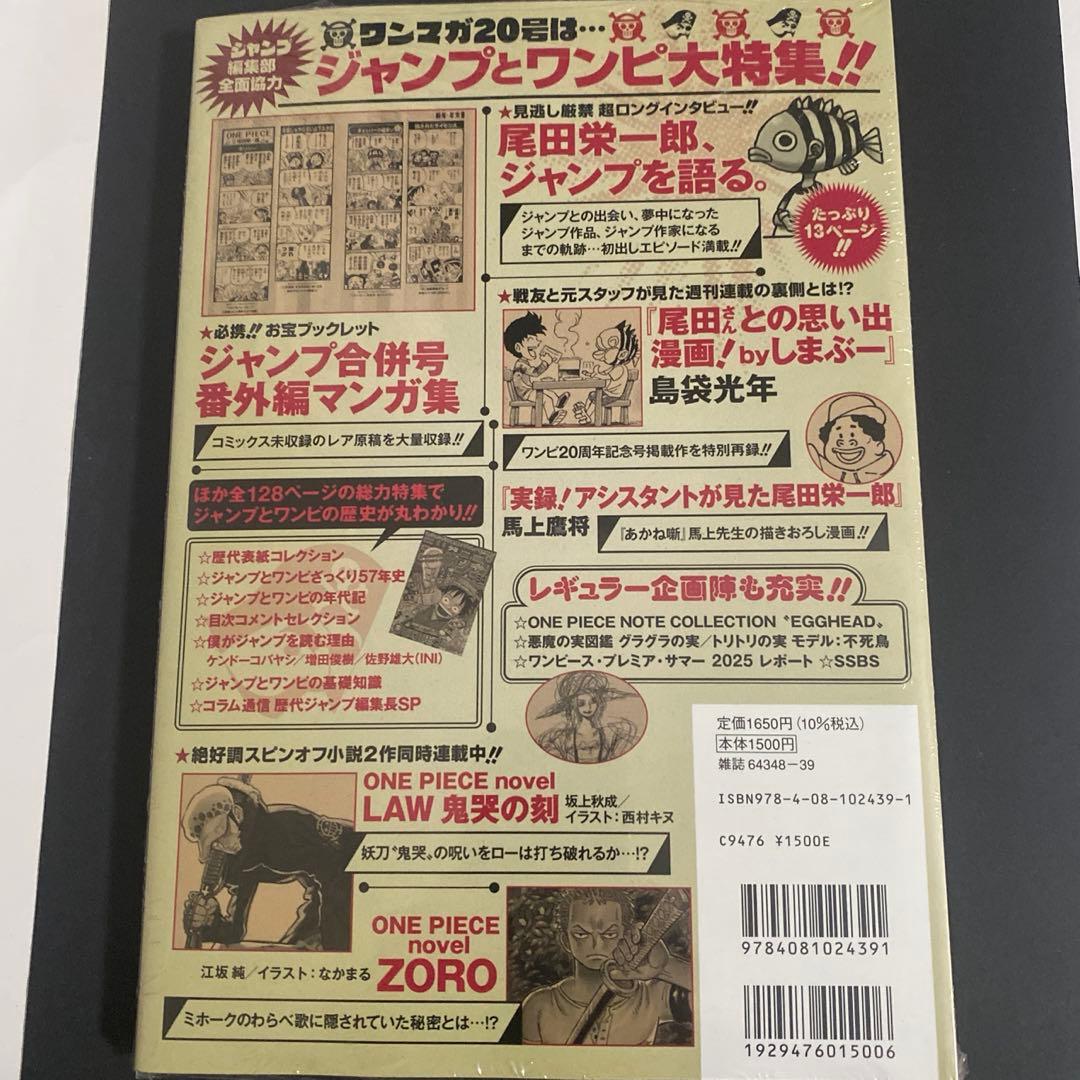 ジャンプ
編集部
全面協力
ワンマガ20号は…
ジャンプとワンピ大特集!!
ONE PIECE
★見逃し厳禁 超ロングインタビュー!!
尾田栄一郎、
ジャンプを語る。
ジャンプとの出会い、夢中になった
ジャンプ作品、ジャンプ作家になる
までの軌跡…初出しエピソード満載!!
たっぷり
13ページ
!!
★必携!! お宝ブックレット
ジャンプ合併号
番外編マンガ集
コミックス未収録のレア原稿を大量収録!!
★戦友と元スタッフが見た週刊連載の裏側とは!?
『尾田さんとの思い出
漫画!byしまぶー』
島袋光年
ワンピ20周年記念号掲載作を特別再録!!
『実録!アシスタントが見た尾田栄一郎』
馬上鷹将
『あかね噺』馬上先生の描きおろし漫画!!
ほか全128ページの総力特集で
ジャンプとワンピの歴史が丸わかり!!
☆歴代表紙コレクション
☆ジャンプとワンピざっくり57年史
☆ジャンプとワンピの年代記
☆目次コメントセレクション
☆僕がジャンプを読む理由
ケンドーコバヤシ/増田俊樹/佐野雄大(INI)
☆ジャンプとワンピの基礎知識
☆コラム通信 歴代ジャンプ編集長SP
レギュラー企画陣も充実!!
☆ONE PIECE NOTE COLLECTION〝EGGHEAD〟
☆悪魔の実図鑑 グラグラの実/トリトリの実 モデル:不死鳥
☆ワンピース・プレミア・サマー 2025 レポート ☆SSBS
★絶好調スピンオフ小説2作同時連載中!!
ONE PIECE novel
LAW 鬼哭の刻
坂上秋成/
イラスト:西村キヌ
妖刀〝鬼哭〟の呪いをローは打ち破れるか…!?
ONE PIECE
novel
ZORO
江坂 純/イラスト:なかまる
ミホークのわらべ歌に隠されていた秘密とは…!?
定価1650円(10%税込)
本体1500円
雑誌 64348-39
ISBN978-4-08-102439-1
C9476 ¥1500E
9784081024391
1929476015006